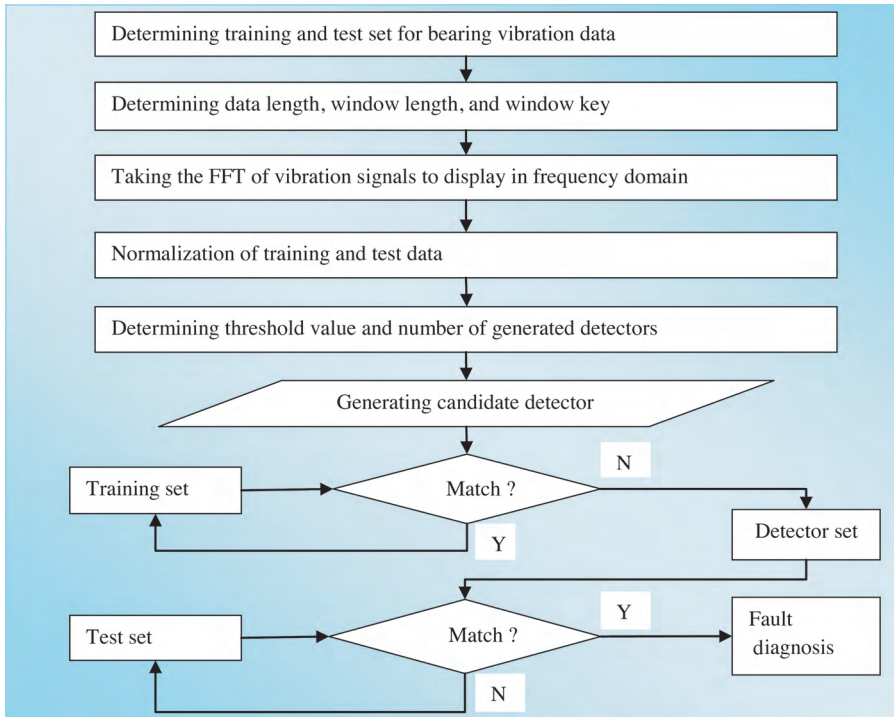 Determining training and test set for bearing vibration data
Determining data length, window length, and window key
Taking the FFT of vibration signals to display in frequency domain
Normalization of training and test data
Determining threshold value and number of generated detectors
Generating candidate detector
N
Training set
Match ?
Y
Detector set
Y
Test set
Match ?
Fault
diagnosis
N